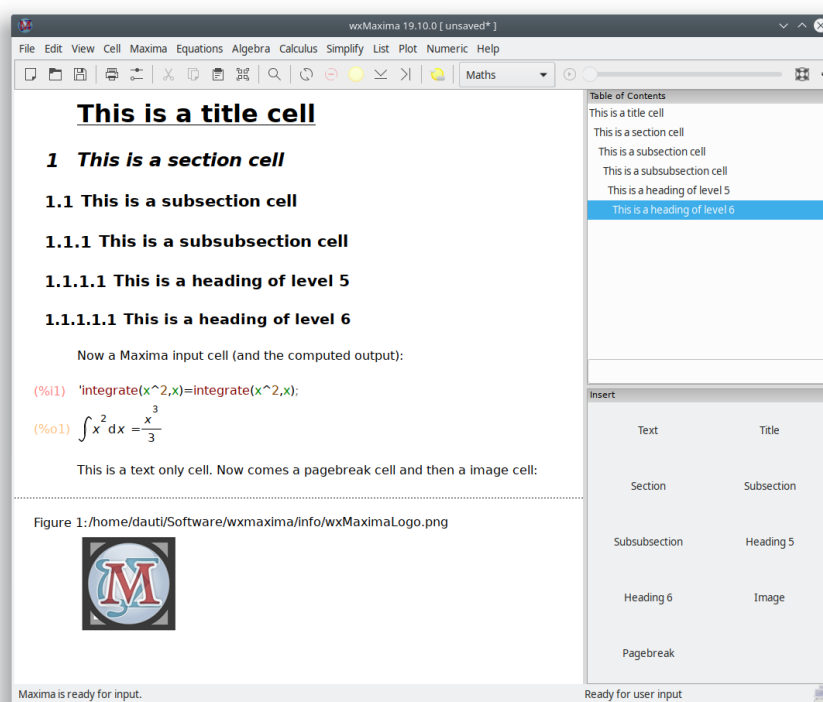 wxMaxima 19.10.0 [ unsaved* ]
File Edit View Cell Maxima Equations Algebra Calculus Simplify List Plot Numeric Help
Maths
This is a title cell
1 This is a section cell
1.1 This is a subsection cell
1.1.1 This is a subsubsection cell
1.1.1.1 This is a heading of level 5
1.1.1.1.1 This is a heading of level 6
Now a Maxima input cell (and the computed output):
(%i1) 'integrate(x^2,x)=integrate(x^2,x);
(%o1) ∫x²dx = x³/3
This is a text only cell. Now comes a pagebreak cell and then a image cell:
Figure 1:/home/dauti/Software/wxmaxima/info/wxMaximaLogo.png
M
Table of Contents
This is a title cell
This is a section cell
This is a subsection cell
This is a subsubsection cell
This is a heading of level 5
This is a heading of level 6
Insert
Text Title
Section Subsection
Subsubsection Heading 5
Heading 6 Image
Pagebreak
Maxima is ready for input.
Ready for user input